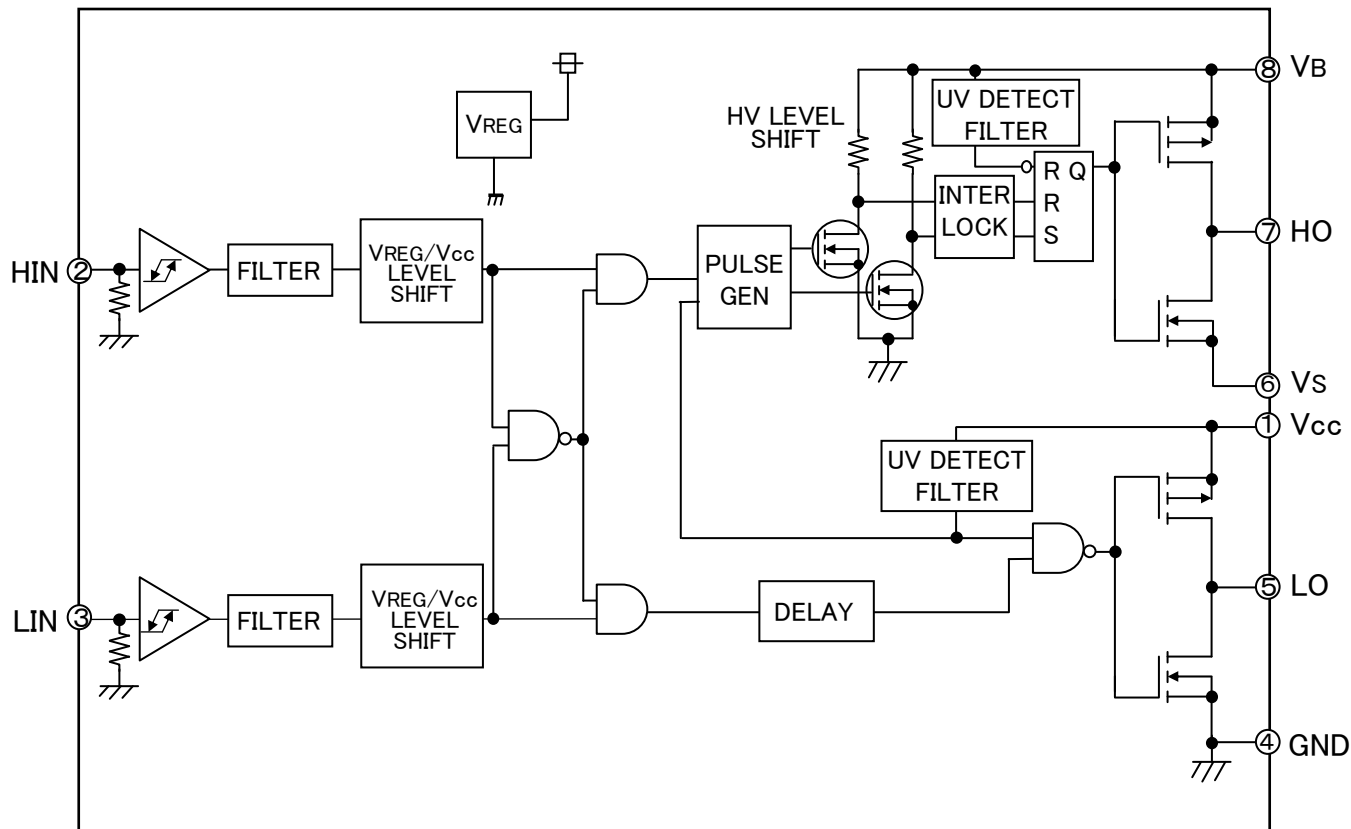 ⑧ VB
UV DETECT
FILTER
HV LEVEL
SHIFT
VREG
R Q
R
S
INTER
LOCK
⑦ HO
HIN ②
FILTER
VREG/Vcc
LEVEL
SHIFT
PULSE
GEN
⑥ VS
① Vcc
UV DETECT
FILTER
⑤ LO
LIN ③
FILTER
VREG/Vcc
LEVEL
SHIFT
DELAY
④ GND